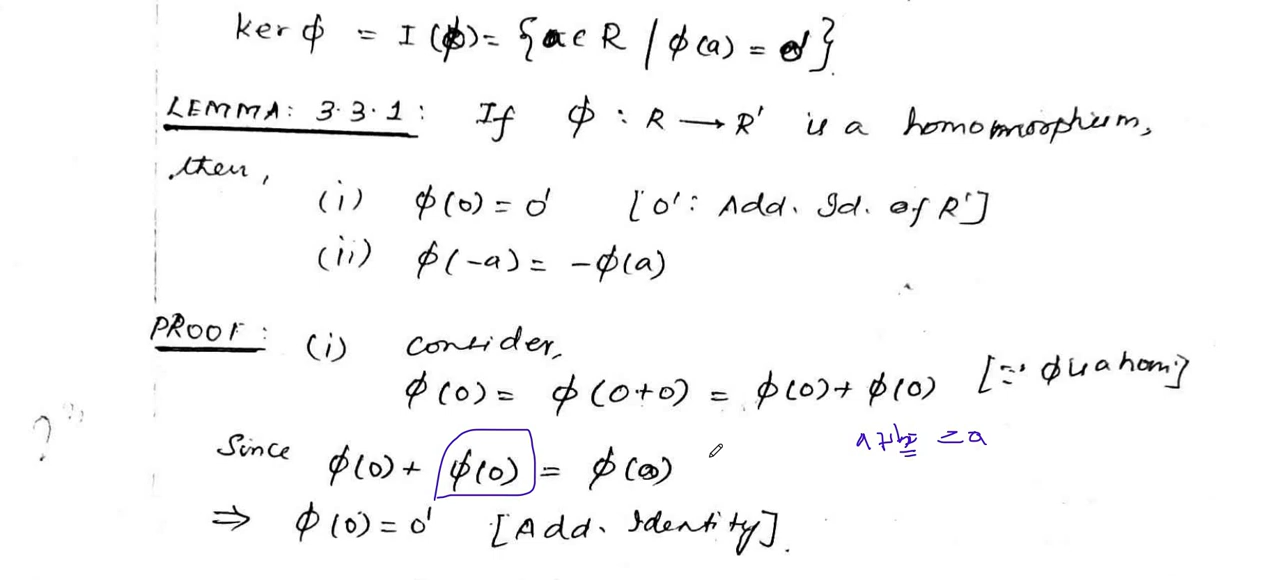 ker ϕ = I(ϕ) = {a ∈ R / ϕ(a) = 0'}
LEMMA: 3.3.1: If ϕ : R → R' is a homomorphism,
then,
(i) ϕ(0) = 0' [0': Add. Id. of R']
(ii) ϕ(-a) = -ϕ(a)
PROOF: (i) consider,
ϕ(0) = ϕ(0+0) = ϕ(0) + ϕ(0) [∵ ϕ is a hom]
a + = a
Since ϕ(0) + ϕ(0) = ϕ(0)
⇒ ϕ(0) = 0' [Add. Identity].